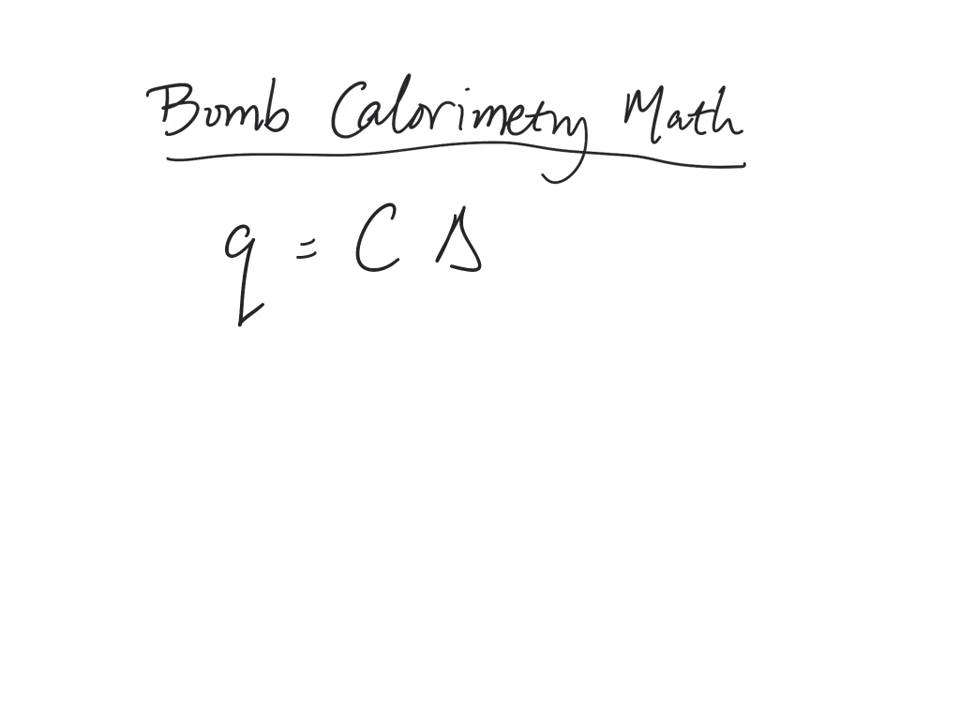 Bomb Calorimetry Math
q = C Δ